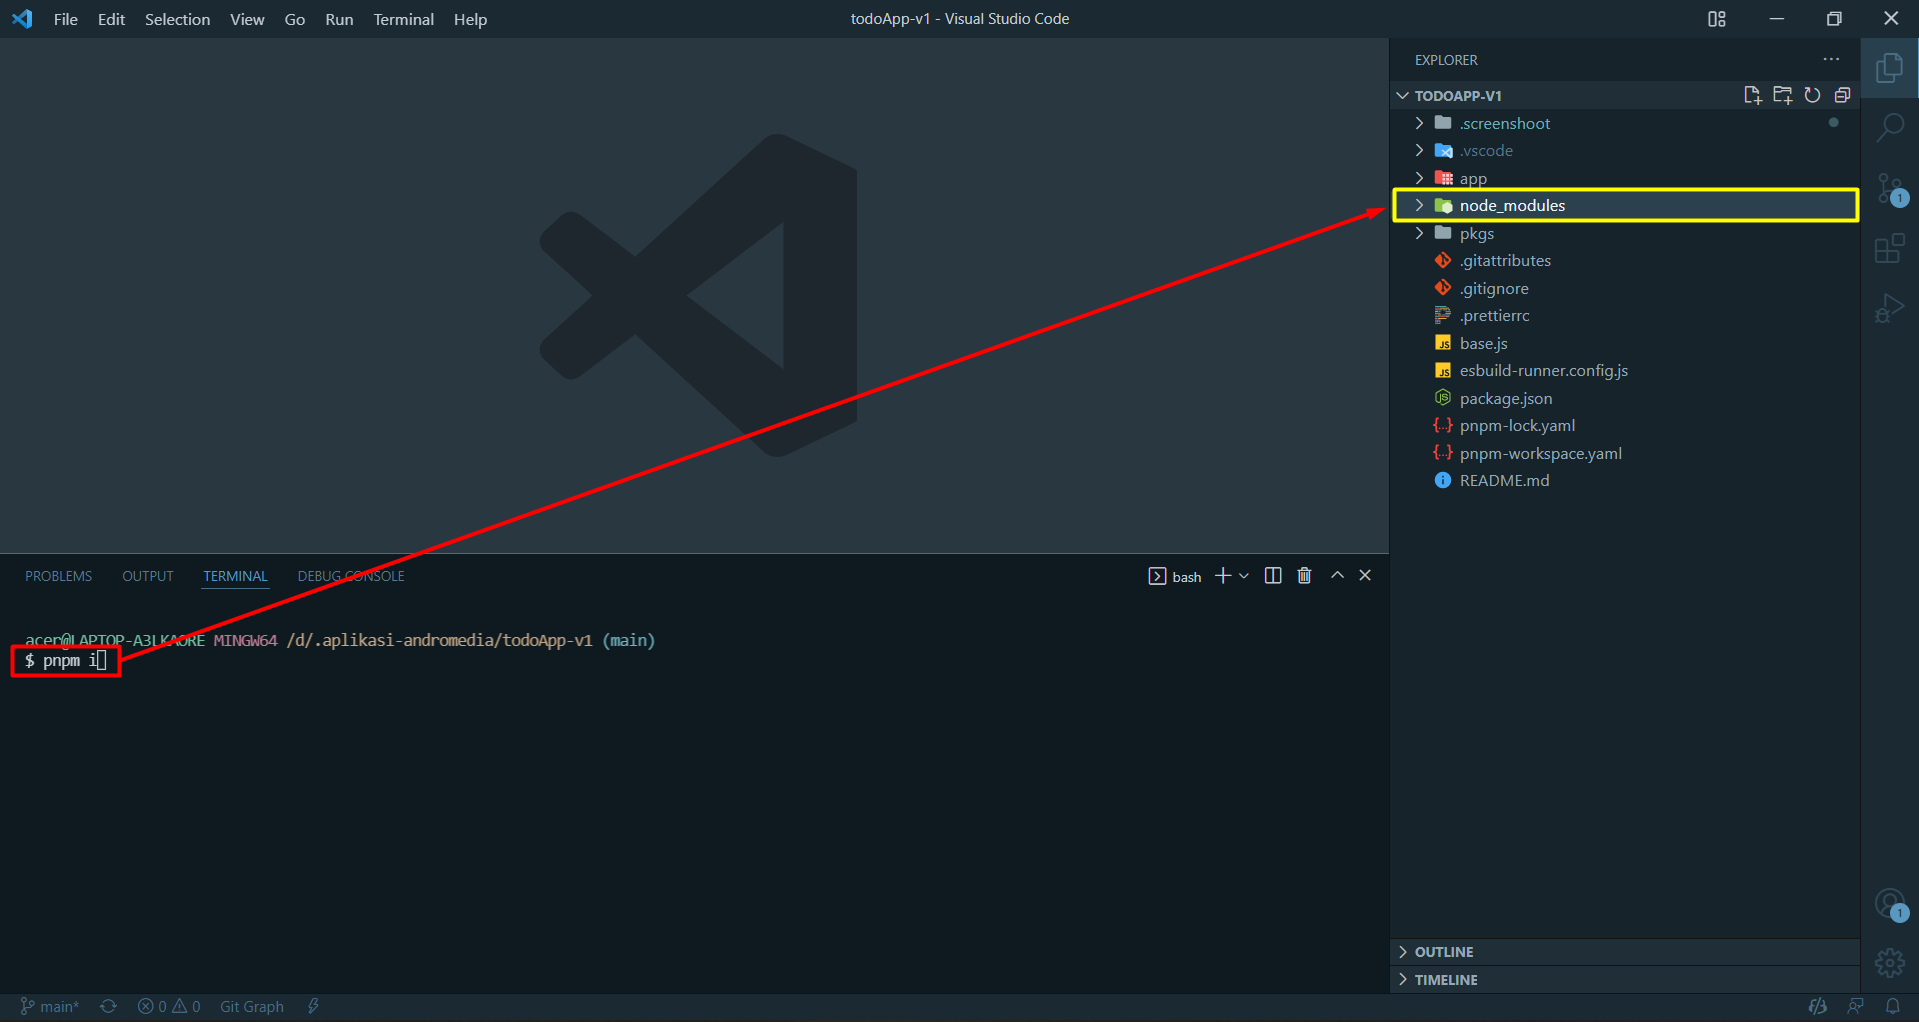 File Edit Selection View Go Run Terminal Help
todoApp-v1 - Visual Studio Code
EXPLORER
TODOAPP-V1
.screenshoot
.vscode
app
node_modules
pkgs
.gitattributes
.gitignore
.prettierrc
base.js
esbuild-runner.config.js
package.json
pnpm-lock.yaml
pnpm-workspace.yaml
README.md
1
PROBLEMS OUTPUT TERMINAL DEBUG CONSOLE
bash
acer@LAPTOP-A3LKAORE MINGW64 /d/.aplikasi-andromedia/todoApp-v1 (main)
$ pnpm i
1
OUTLINE
TIMELINE
main* 0 0 Git Graph